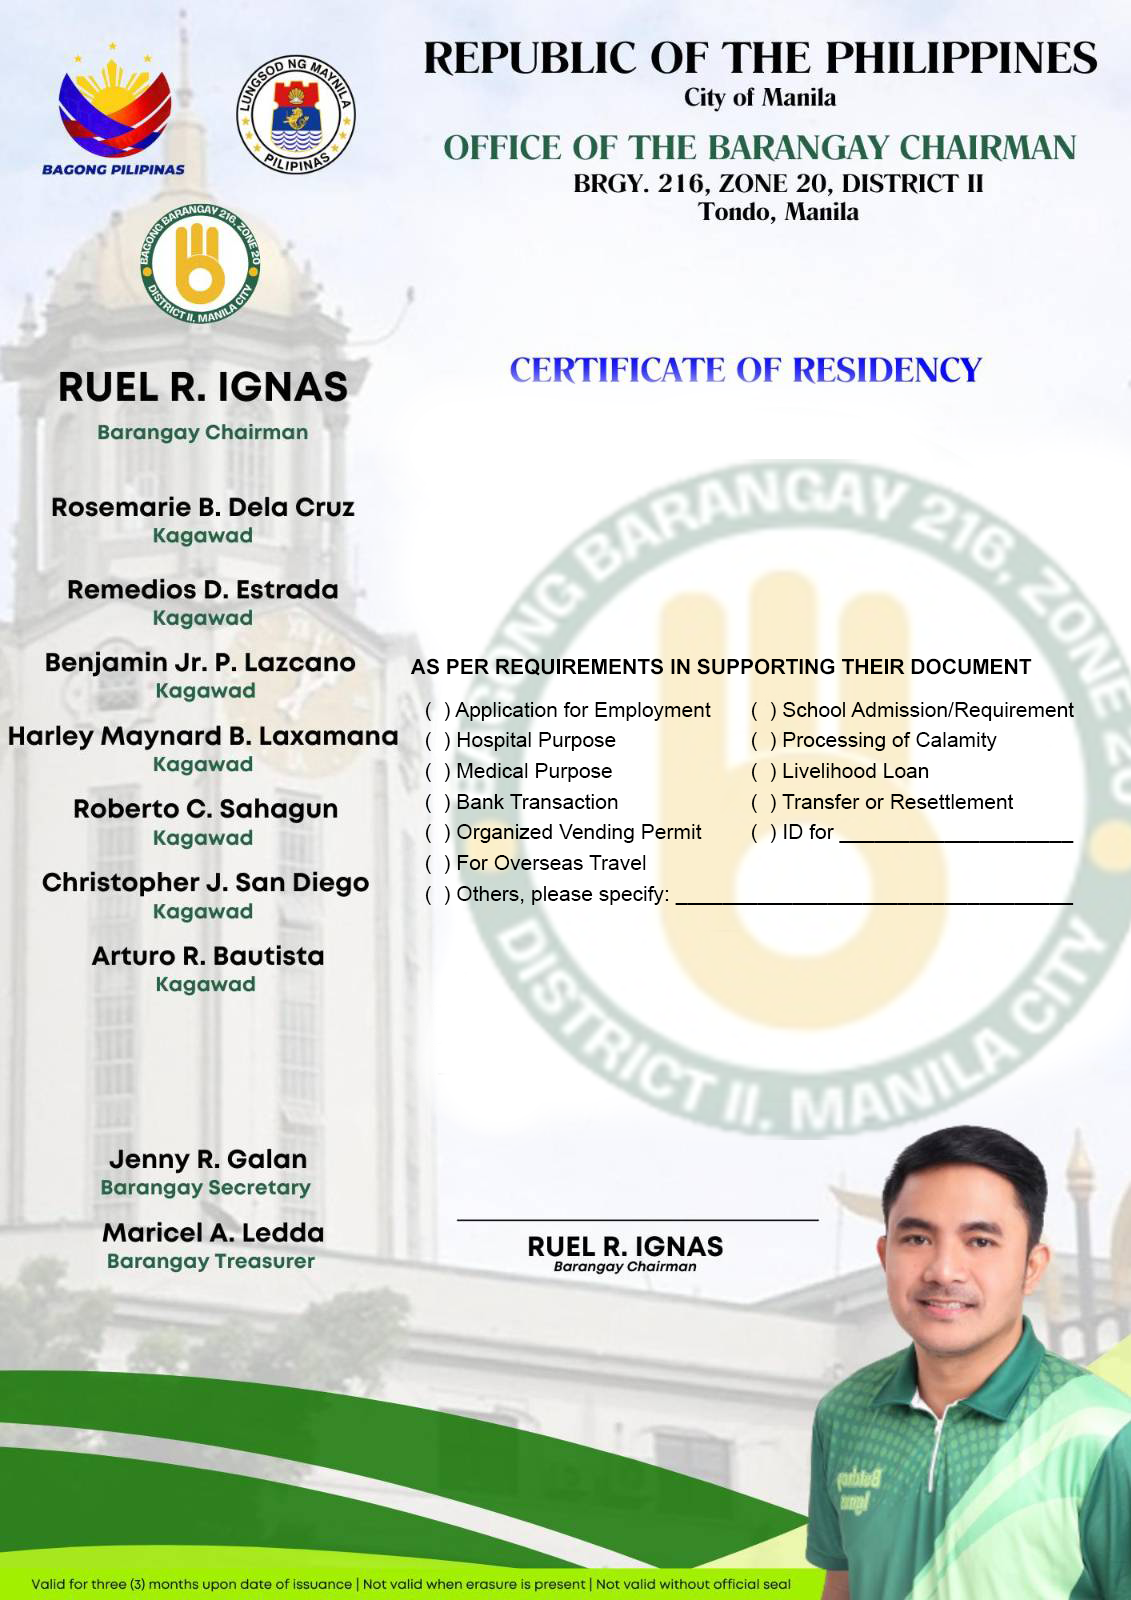 BAGONG PILIPINAS
LUNGSOD NG MAYNILA
PILIPINAS
REPUBLIC OF THE PHILIPPINES
City of Manila
OFFICE OF THE BARANGAY CHAIRMAN
BRGY. 216, ZONE 20, DISTRICT II
Tondo, Manila
BAGONG BARANGAY 216, ZONE 20
DISTRICT II. MANILA CITY
CERTIFICATE OF RESIDENCY
RUEL R. IGNAS
Barangay Chairman
Rosemarie B. Dela Cruz
Kagawad
Remedios D. Estrada
Kagawad
Benjamin Jr. P. Lazcano
Kagawad
Harley Maynard B. Laxamana
Kagawad
Roberto C. Sahagun
Kagawad
Christopher J. San Diego
Kagawad
Arturo R. Bautista
Kagawad
Jenny R. Galan
Barangay Secretary
Maricel A. Ledda
Barangay Treasurer
BAGONG BARANGAY 216, ZONE 20
DISTRICT II. MANILA CITY
AS PER REQUIREMENTS IN SUPPORTING THEIR DOCUMENT
( ) Application for Employment
( ) Hospital Purpose
( ) Medical Purpose
( ) Bank Transaction
( ) Organized Vending Permit
( ) For Overseas Travel
( ) Others, please specify: __________________________________
( ) School Admission/Requirement
( ) Processing of Calamity
( ) Livelihood Loan
( ) Transfer or Resettlement
( ) ID for ____________________
RUEL R. IGNAS
Barangay Chairman
Valid for three (3) months upon date of issuance | Not valid when erasure is present | Not valid without official seal